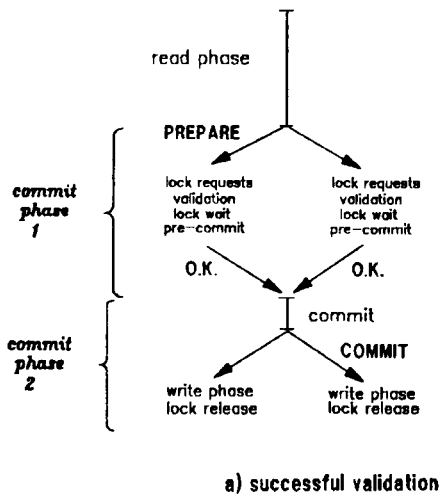 read phase
PREPARE
commit
phase
1
lock requests
validation
lock wait
pre-commit
lock requests
validation
lock wait
pre-commit
O.K.
O.K.
commit
commit
phase
2
COMMIT
write phase
lock release
write phase
lock release
a) successful validation